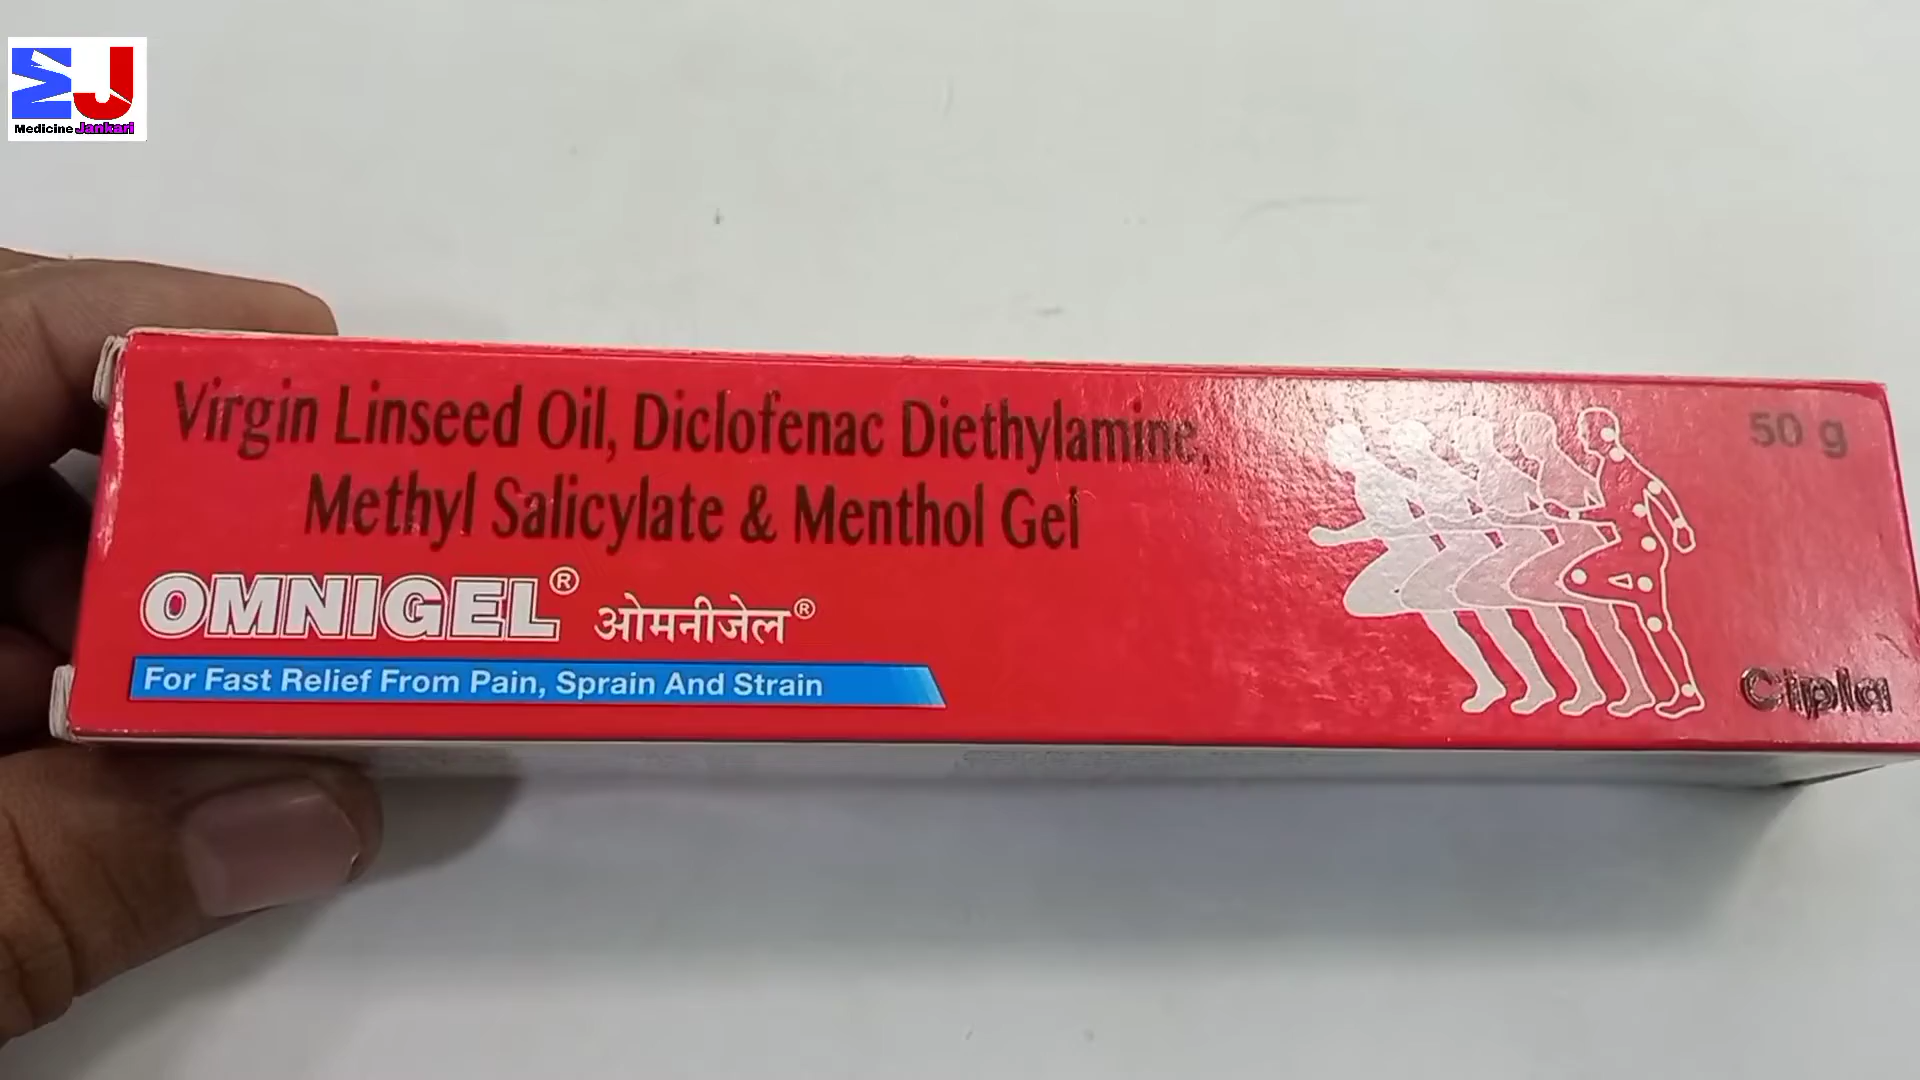 MJ
Medicine Jankari
Virgin Linseed Oil, Diclofenac Diethylamine,
Methyl Salicylate & Menthol Gel
50 g
OMNIGEL® ओमनीजेल®
For Fast Relief From Pain, Sprain And Strain
Cipla